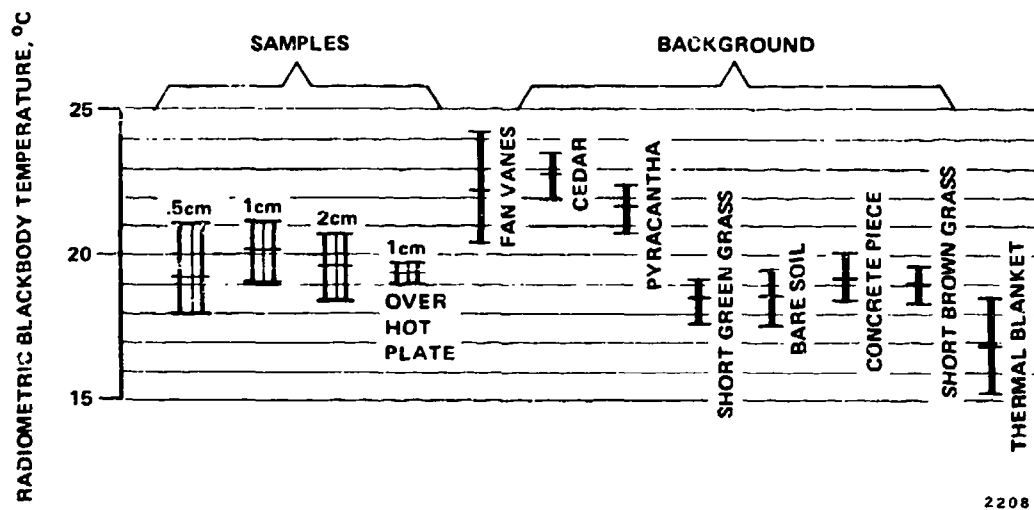 RADIOMETRIC BLACKBODY TEMPERATURE, °C
SAMPLES
BACKGROUND
25
20
15
.5cm
1cm
2cm
1cm
OVER
HOT
PLATE
FAN VANES
CEDAR
PYRACANTHA
SHORT GREEN GRASS
BARE SOIL
CONCRETE PIECE
SHORT BROWN GRASS
THERMAL BLANKET
2208